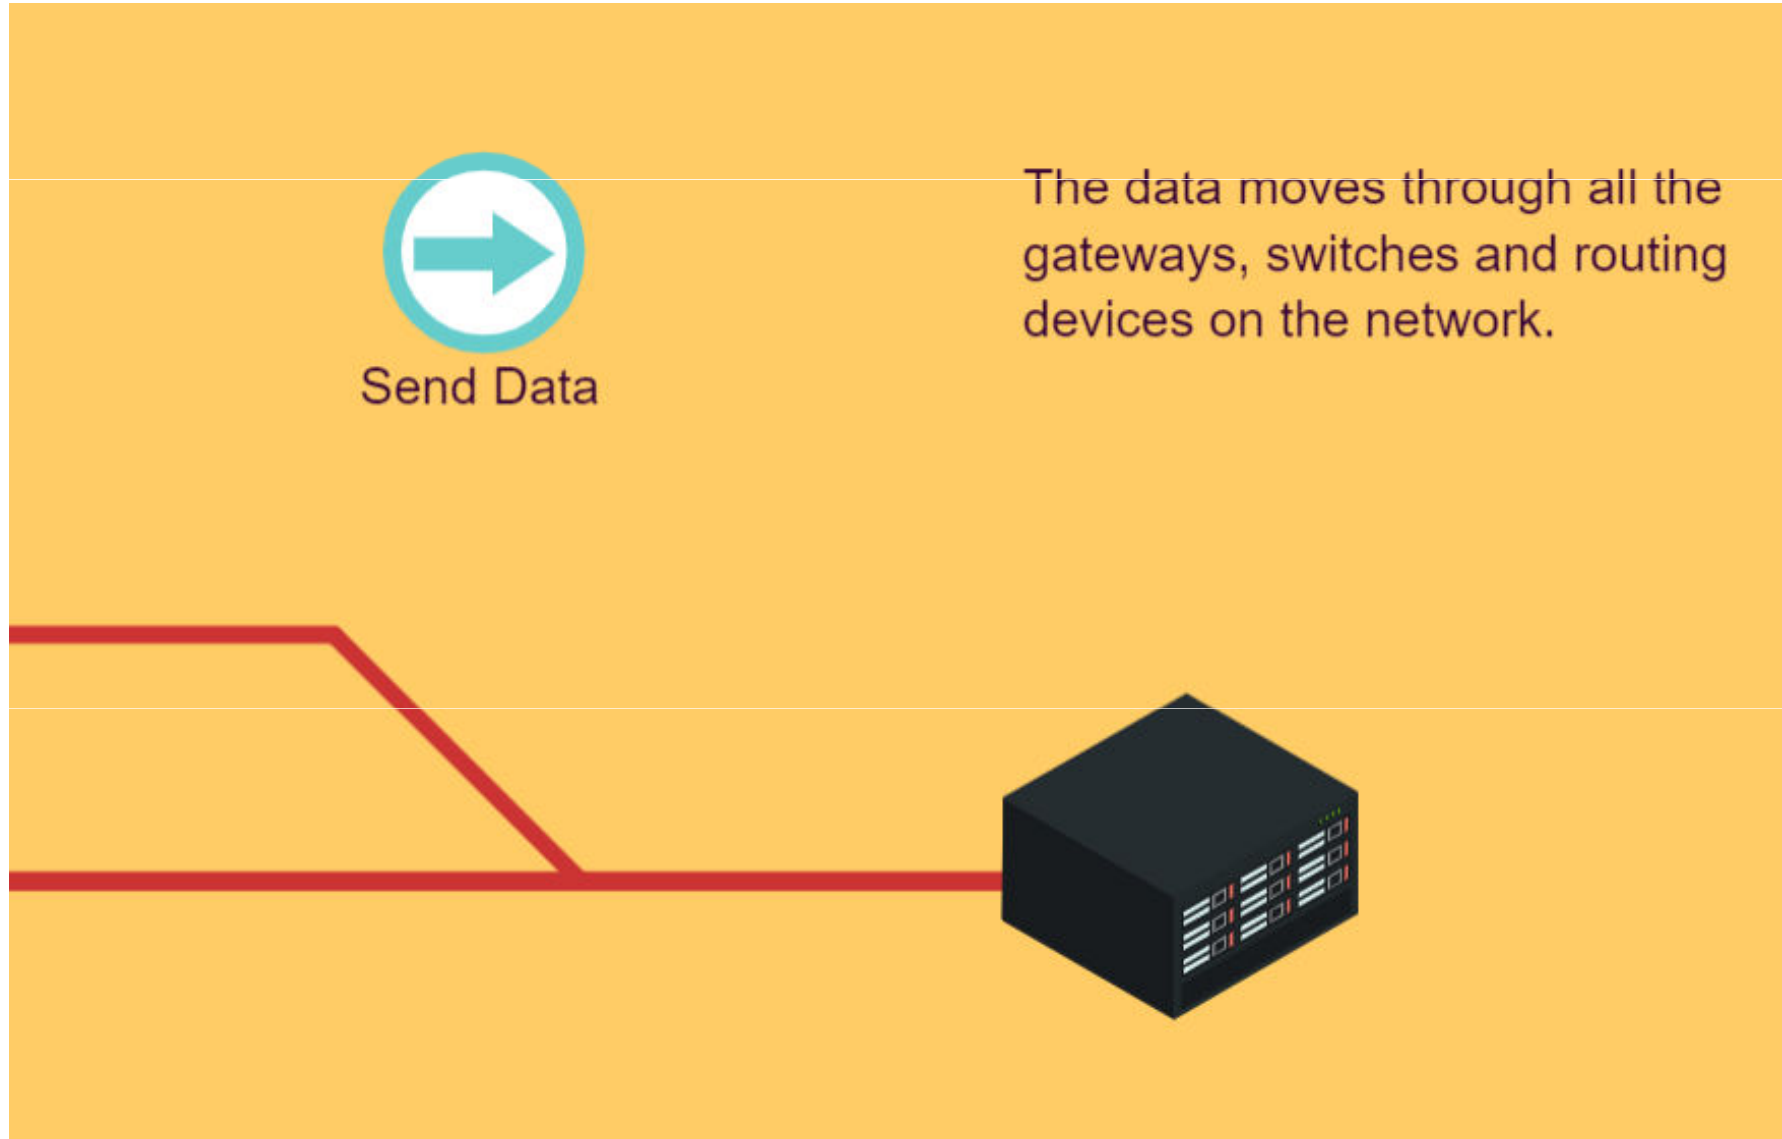 The data moves through all the
gateways, switches and routing
devices on the network.
Send Data